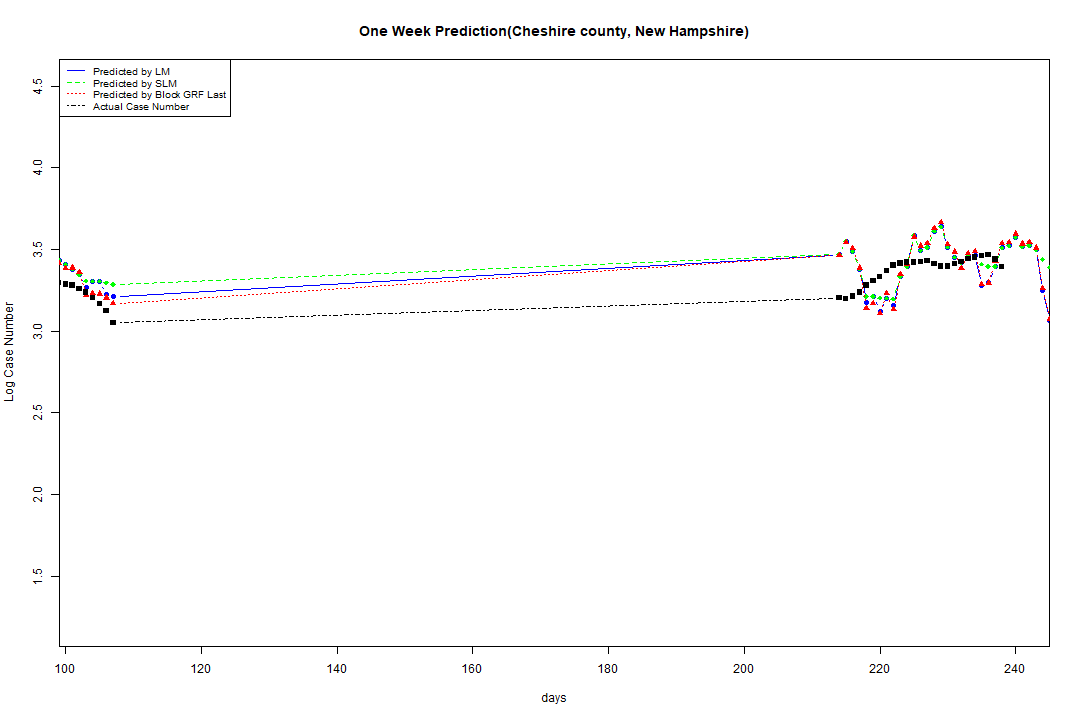 One Week Prediction(Cheshire county, New Hampshire)
Predicted by LM
Predicted by SLM
Predicted by Block GRF Last
Actual Case Number
Log Case Number
4.5
4.0
3.5
3.0
2.5
2.0
1.5
100 120 140 160 180 200 220 240
days